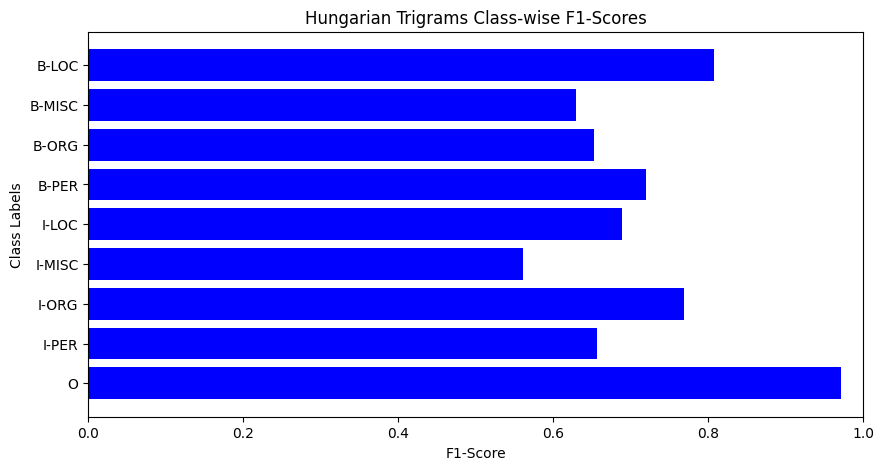 Hungarian Trigrams Class-wise F1-Scores
Class Labels
B-LOC
B-MISC
B-ORG
B-PER
I-LOC
I-MISC
I-ORG
I-PER
O
0.0 0.2 0.4 0.6 0.8 1.0
F1-Score